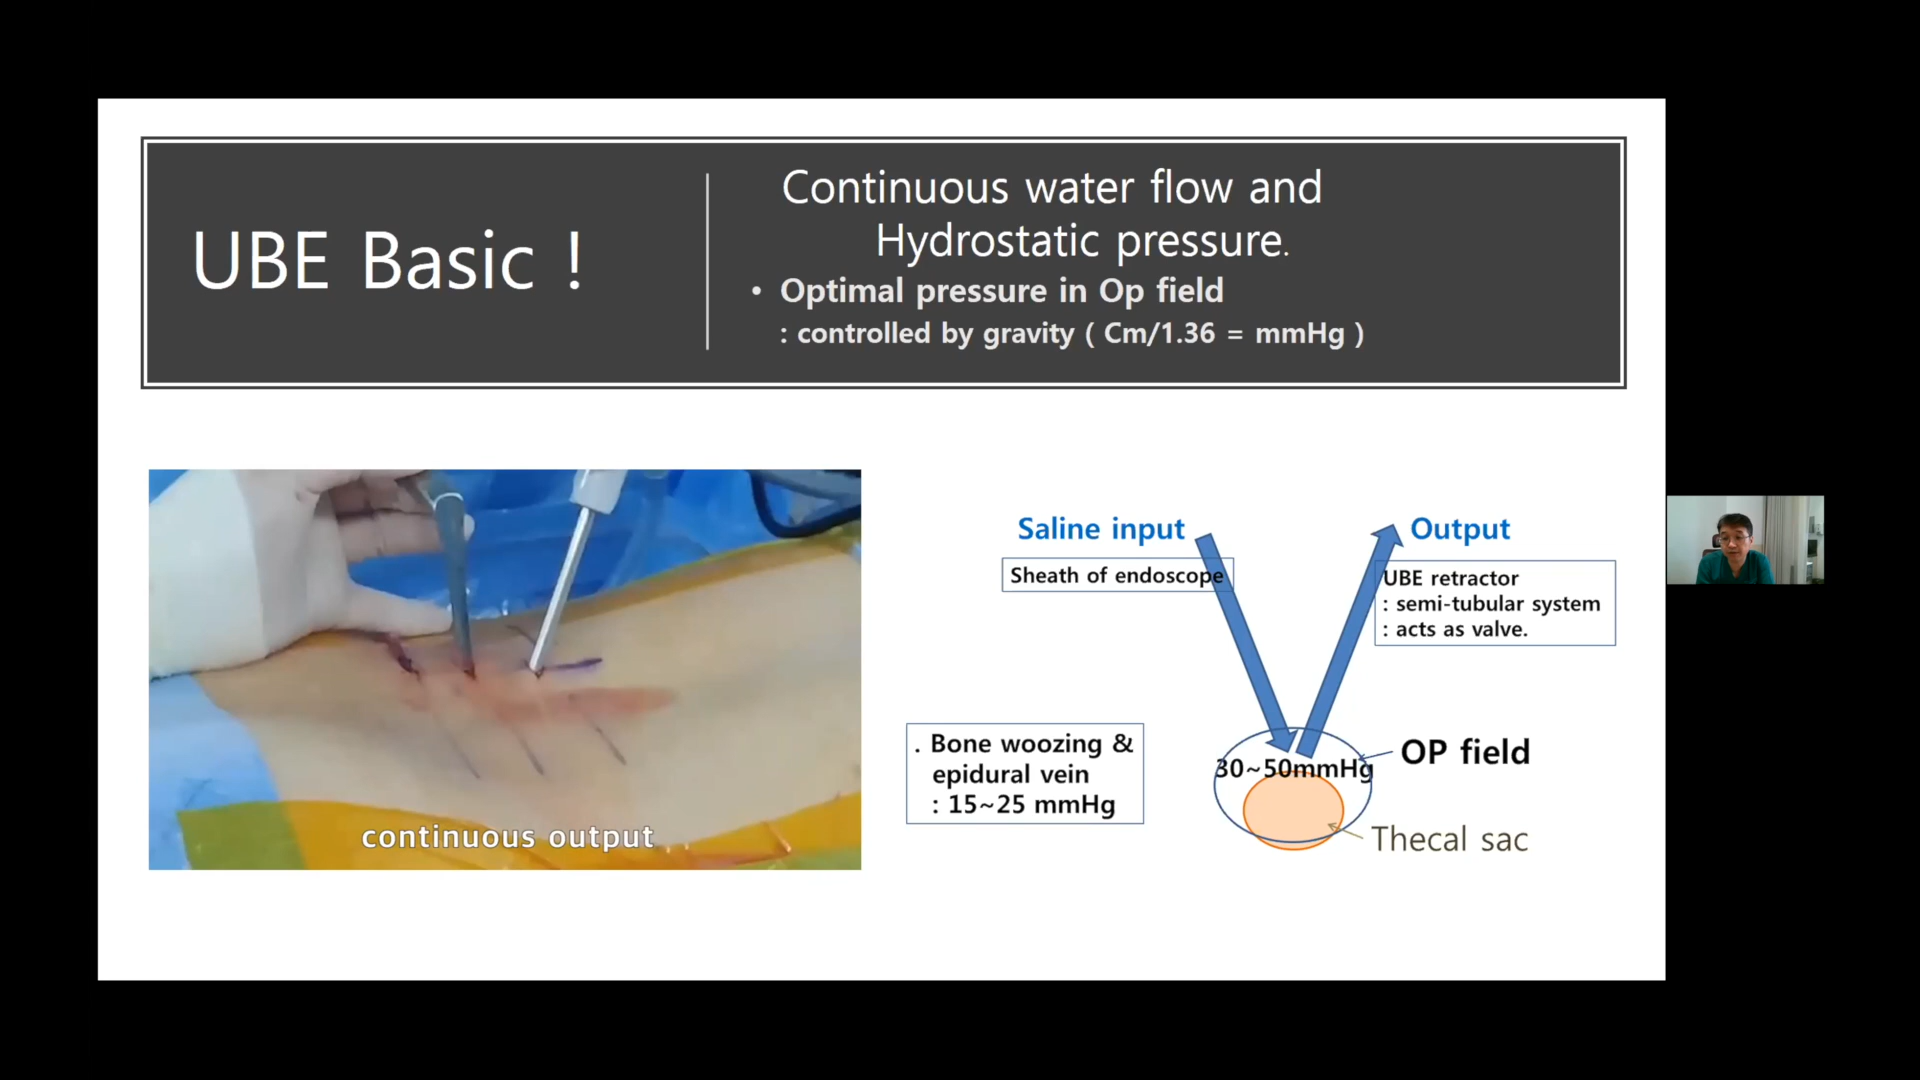 UBE Basic !
Continuous water flow and
Hydrostatic pressure.
• Optimal pressure in Op field
: controlled by gravity ( Cm/1.36 = mmHg )
continuous output
Saline input
Sheath of endoscope
Output
UBE retractor
: semi-tubular system
: acts as valve.
. Bone woozing &
epidural vein
: 15~25 mmHg
30~50mmHg
OP field
Thecal sac